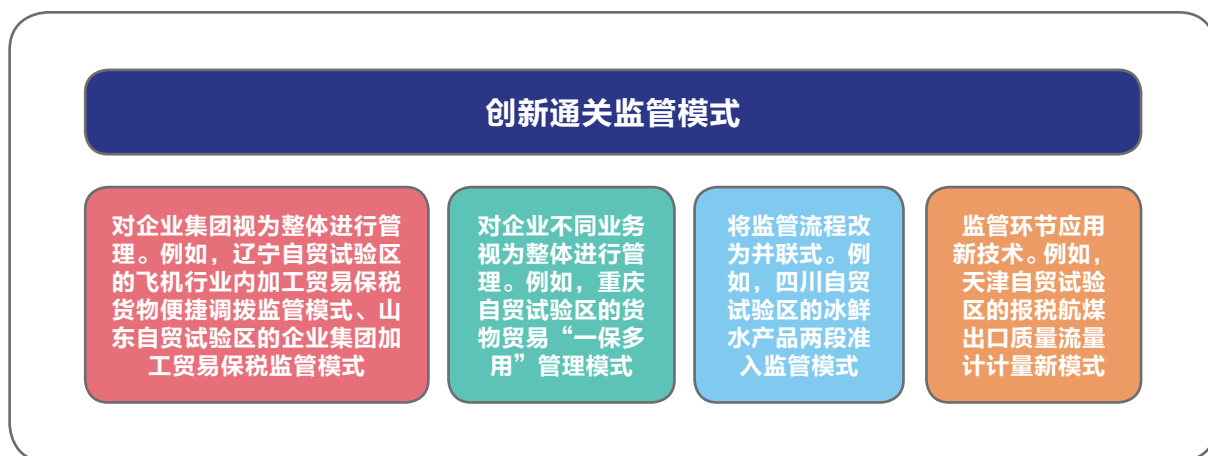 创新通关监管模式
对企业集团视为整体进行管
理。例如，辽宁自贸试验区
的飞机行业内加工贸易保税
货物便捷调拨监管模式、山
东自贸试验区的企业集团加
工贸易保税监管模式
对企业不同业务
视为整体进行管
理。例如，重庆
自贸试验区的货
物贸易“一保多
用”管理模式
将监管流程改
为并联式。例
如，四川自贸
试验区的冰鲜
水产品两段准
入监管模式
监管环节应用
新技术。例如，
天津自贸试验
区的报税航煤
出口质量流量
计计量新模式